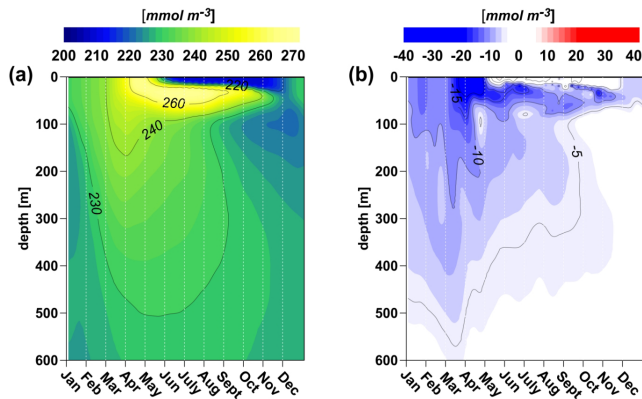 [mmol m-3]
200 210 220 230 240 250 260 270
(a)
0
100
200
300
400
500
600
depth [m]
220
260
240
230
Jan Feb Mar Apr May Jun July Aug Sept Oct Nov Dec
[mmol m-3]
-40 -30 -20 -10 0 10 20 30 40
(b)
0
100
200
300
400
500
600
depth [m]
-15
-10
-5
Jan Feb Mar Apr May Jun July Aug Sept Oct Nov Dec